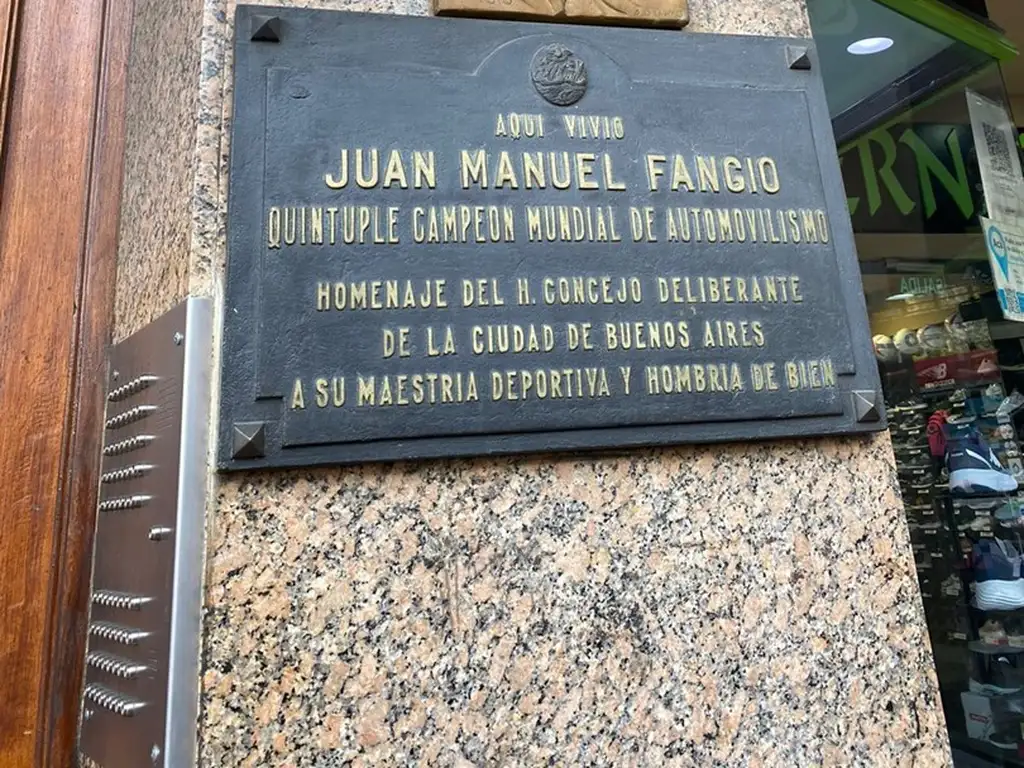 AQUI VIVIO
JUAN MANUEL FANGIO
QUINTUPLE CAMPEON MUNDIAL DE AUTOMOVILISMO
HOMENAJE DEL H. CONCEJO DELIBERANTE
DE LA CIUDAD DE BUENOS AIRES
A SU MAESTRIA DEPORTIVA Y HOMBRIA DE BIEN
ERN